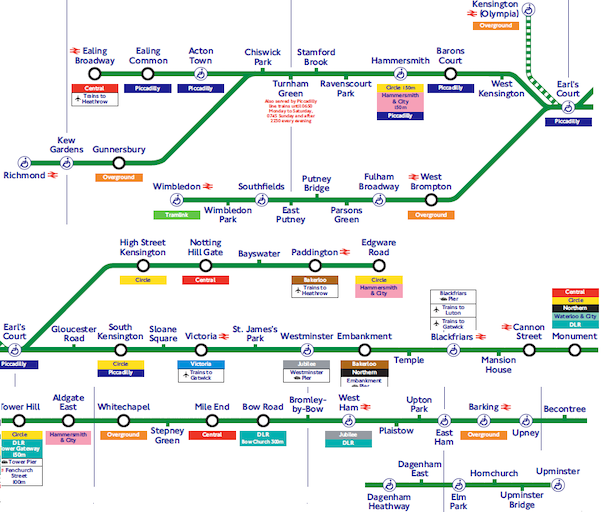 Kensington
(Olympia)
Overground
Ealing
Broadway
Central
Trains to
Heathrow
Ealing
Common
Piccadilly
Acton
Town
Piccadilly
Chiswick
Park
Turnham
Green
Also served by Piccadilly
line trains until 0650
Monday to Saturday,
0745 Sunday and after
2230 every evening
Stamford
Brook
Ravenscourt
Park
Hammersmith
Circle 150m
Hammersmith
& City
150m
Piccadilly
Barons
Court
Piccadilly
West
Kensington
Earl's
Court
Piccadilly
Kew
Gardens
Richmond
Gunnersbury
Overground
Wimbledon
Tramlink
Wimbledon
Park
Southfields
East
Putney
Putney
Bridge
Parsons
Green
Fulham
Broadway
West
Brompton
Overground
High Street
Kensington
Circle
Notting
Hill Gate
Central
Bayswater
Paddington
Bakerloo
Trains to
Heathrow
Edgware
Road
Circle
Hammersmith
& City
Earl's
Court
Piccadilly
Gloucester
Road
South
Kensington
Circle
Piccadilly
Sloane
Square
Victoria
Victoria
Trains to
Gatwick
St. James's
Park
Westminster
Jubilee
Westminster
Pier
Embankment
Bakerloo
Northern
Embankment
Temple
Blackfriars
Pier
Trains to
Luton
Trains to
Gatwick
Blackfriars
Mansion
House
Cannon
Street
Central
Circle
Northern
Waterloo & City
DLR
Monument
Tower Hill
Circle
DLR
Tower Gateway
150m
Tower Pier
Fenchurch
Street
100m
Aldgate
East
Hammersmith
& City
Whitechapel
Overground
Stepney
Green
Mile End
Central
Bow Road
DLR
Bow Church 300m
Bromley-
by-Bow
West
Ham
Jubilee
DLR
Plaistow
Upton
Park
East
Ham
Barking
Overground
Upney
Becontree
Dagenham
Heathway
Dagenham
East
Elm
Park
Hornchurch
Upminster
Bridge
Upminster